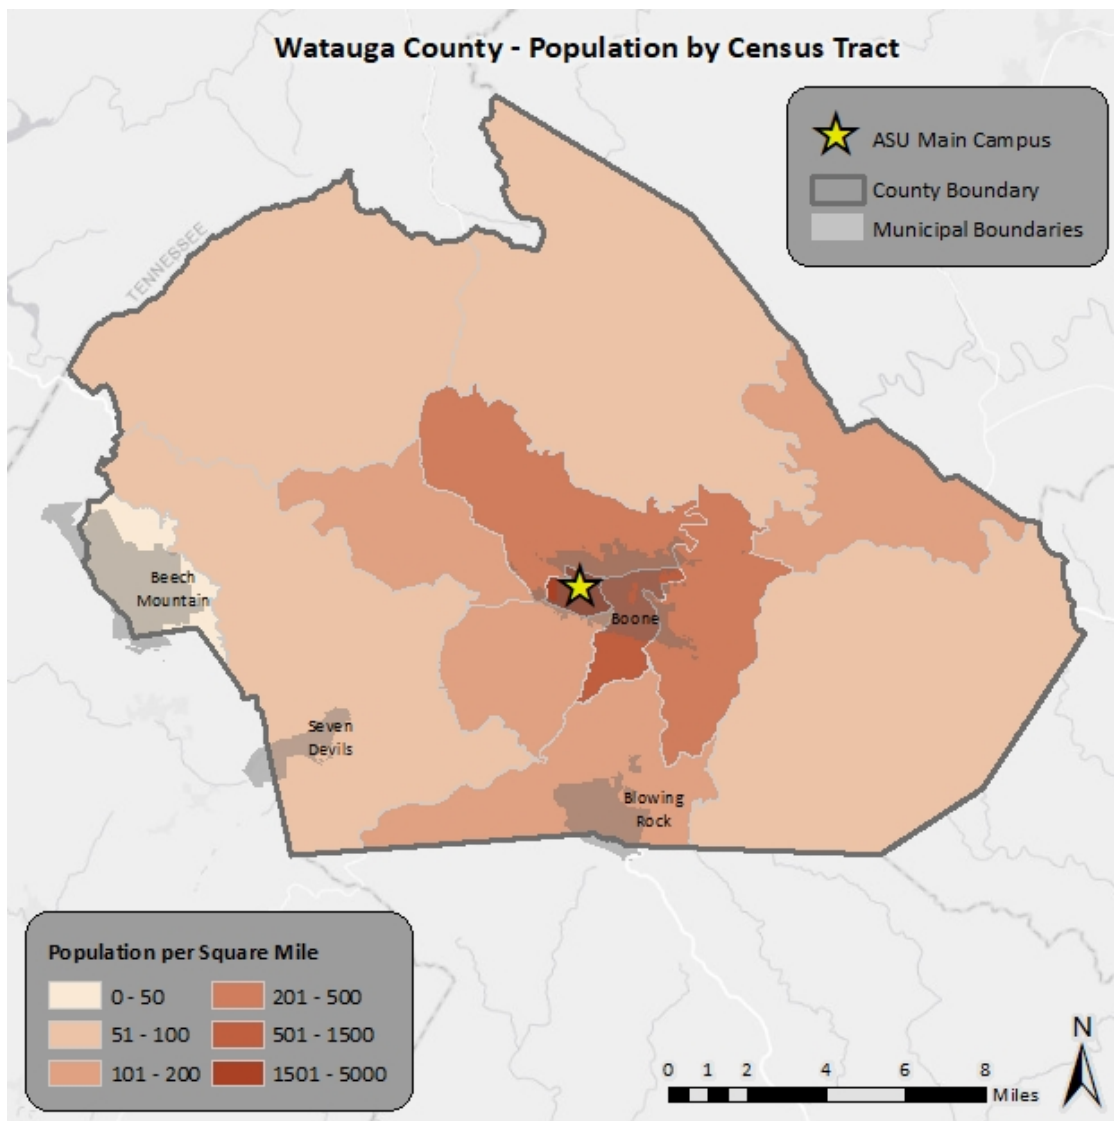 Watauga County - Population by Census Tract
ASU Main Campus
County Boundary
Municipal Boundaries
TENNESSEE
Beech
Mountain
Boone
Seven
Devils
Blowing
Rock
Population per Square Mile
0 - 50
201 - 500
51 - 100
501 - 1500
101 - 200
1501 - 5000
N
0 1 2 4 6 8
Miles